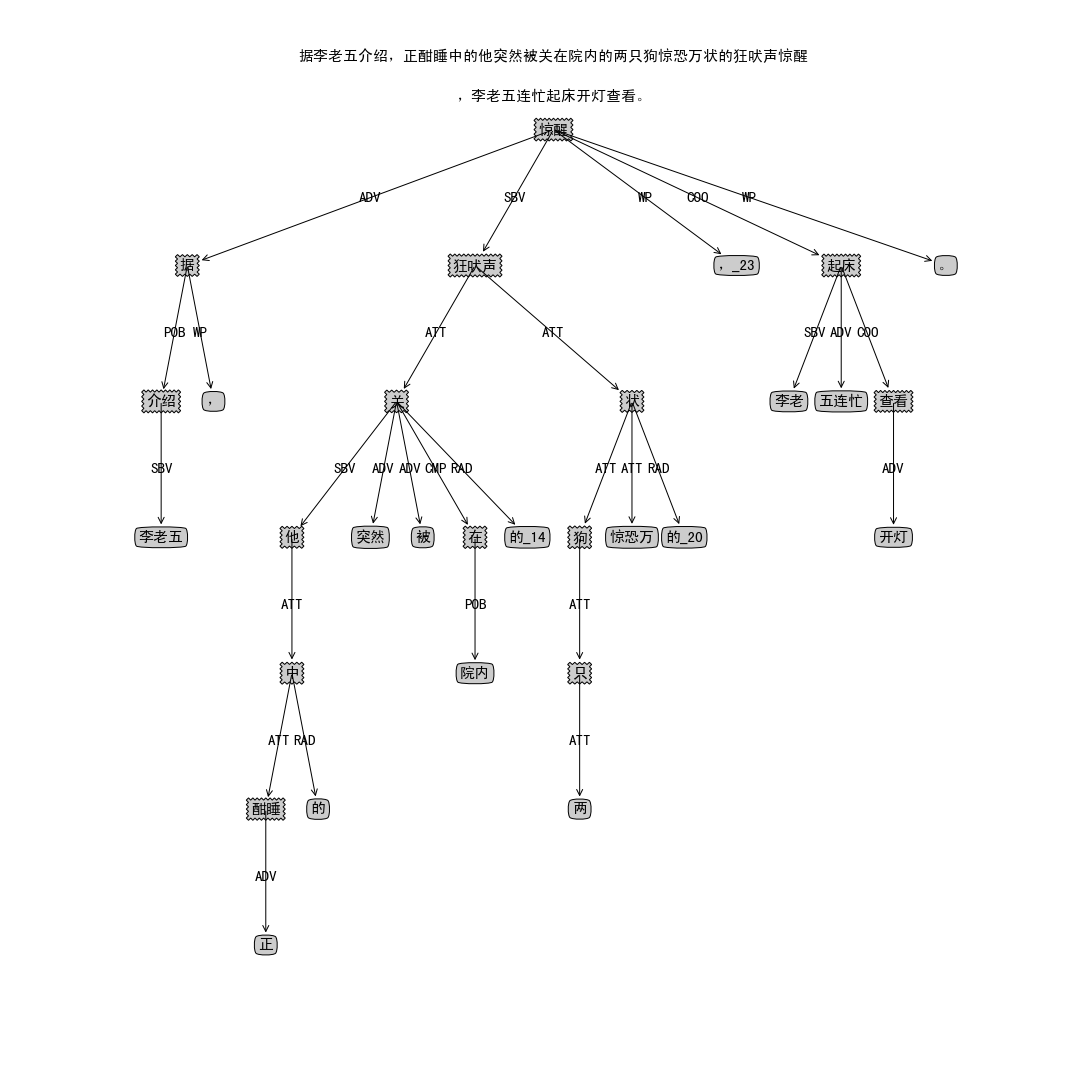 据李老五介绍，正酣睡中的他突然被关在院内的两只狗惊恐万状的狂吠声惊醒
，李老五连忙起床开灯查看。
惊醒
ADV SBV WP COO WP
据 狂吠声 ，_23 起床 。
POB WP ATT ATT SBV ADV COO
介绍 ， 关 状 李老 五连忙 查看
SBV SBV ADV ADV CMP RAD ATT ATT RAD ADV
李老五 他 突然 被 在 的_14 狗 惊恐万 的_20 开灯
ATT POB ATT
中 院内 只
ATT RAD ATT
酣睡 的 两
ADV
正